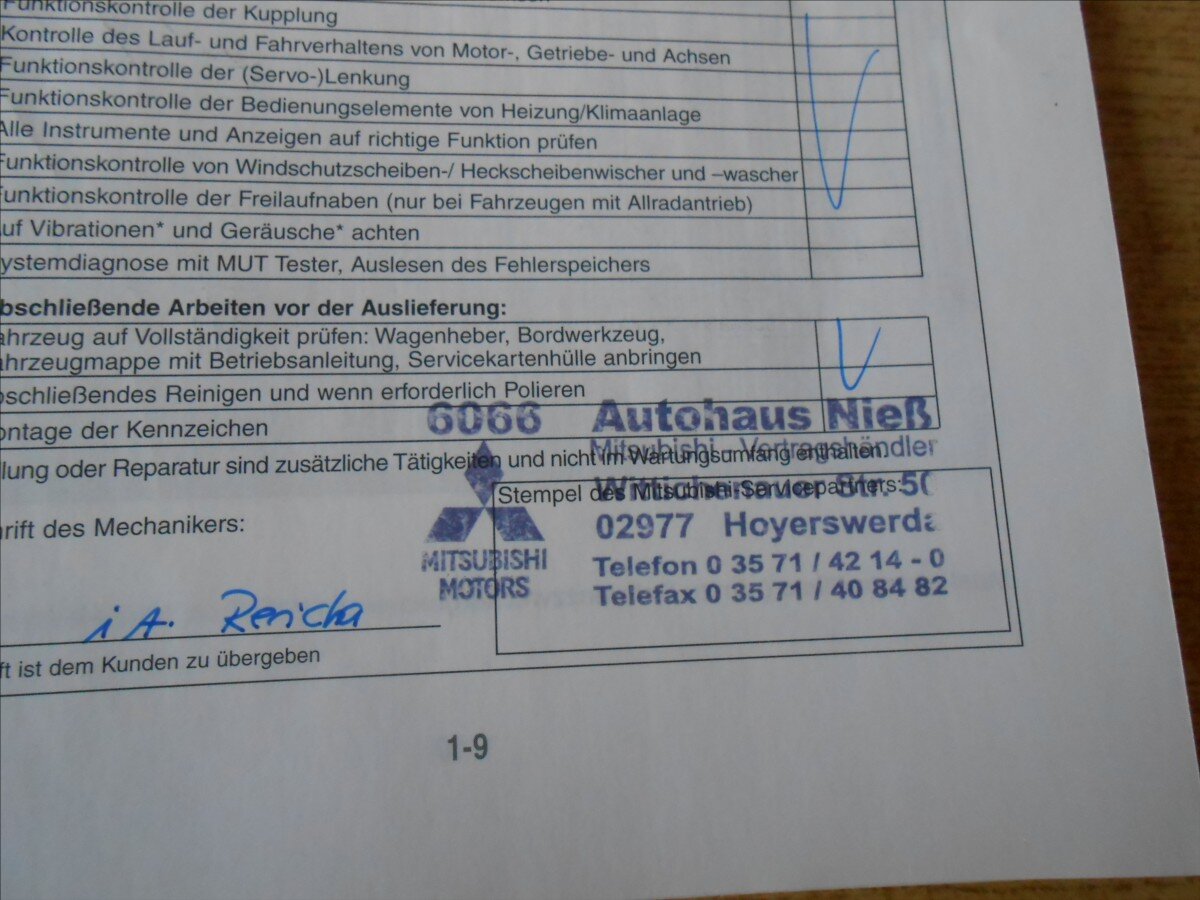 Funktionskontrolle der Kupplung
Kontrolle des Lauf- und Fahrverhaltens von Motor-, Getriebe- und Achsen
Funktionskontrolle der (Servo-)Lenkung
Funktionskontrolle der Bedienungselemente von Heizung/Klimaanlage
Alle Instrumente und Anzeigen auf richtige Funktion prüfen
Funktionskontrolle von Windschutzscheiben-/ Heckscheibenwischer und –wascher
Funktionskontrolle der Freilaufnaben (nur bei Fahrzeugen mit Allradantrieb)
uf Vibrationen* und Geräusche* achten
ystemdiagnose mit MUT Tester, Auslesen des Fehlerspeichers
bschließende Arbeiten vor der Auslieferung:
ahrzeug auf Vollständigkeit prüfen: Wagenheber, Bordwerkzeug,
ahrzeugmappe mit Betriebsanleitung, Servicekartenhülle anbringen
bschließendes Reinigen und wenn erforderlich Polieren
ontage der Kennzeichen
6066 Autohaus Nieß
Mitsubishi - Vertragshändler
llung oder Reparatur sind zusätzliche Tätigkeiten und nicht im Wartungsumfang enthalten.
Stempel des Mitsubishi-Servicepartners:
Wittichenauer Str. 50
rift des Mechanikers:
02977 Hoyerswerda
MITSUBISHI
MOTORS
Telefon 0 35 71 / 42 14 - 0
Telefax 0 35 71 / 40 84 82
i A.
ft ist dem Kunden zu übergeben
1-9